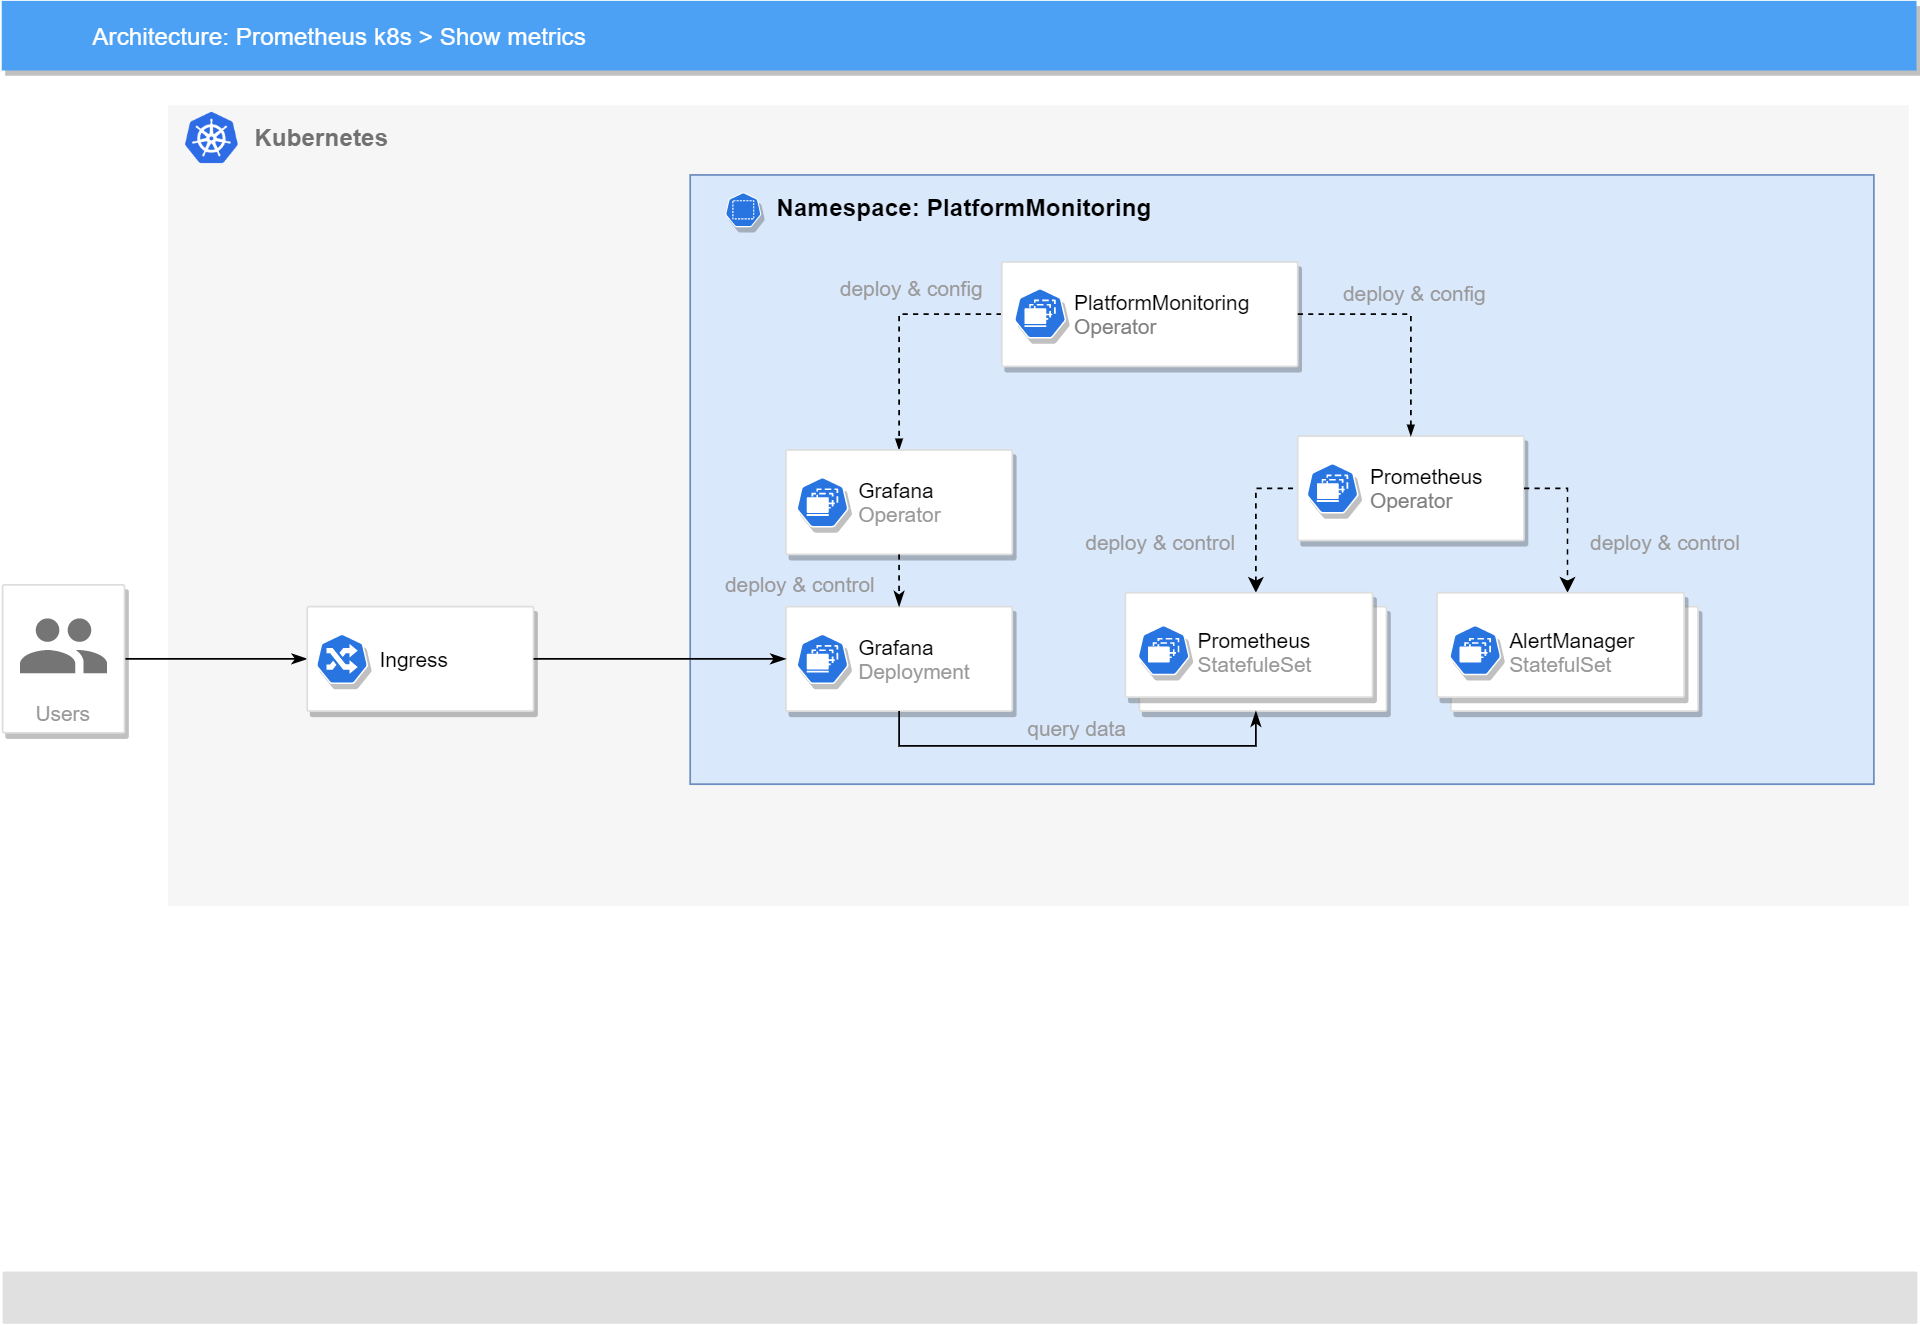 Architecture: Prometheus k8s > Show metrics
Kubernetes
Namespace: PlatformMonitoring
deploy & config
PlatformMonitoring
Operator
deploy & config
Grafana
Operator
Prometheus
Operator
deploy & control
deploy & control
deploy & control
Users
Ingress
Grafana
Deployment
Prometheus
StatefuleSet
AlertManager
StatefulSet
query data